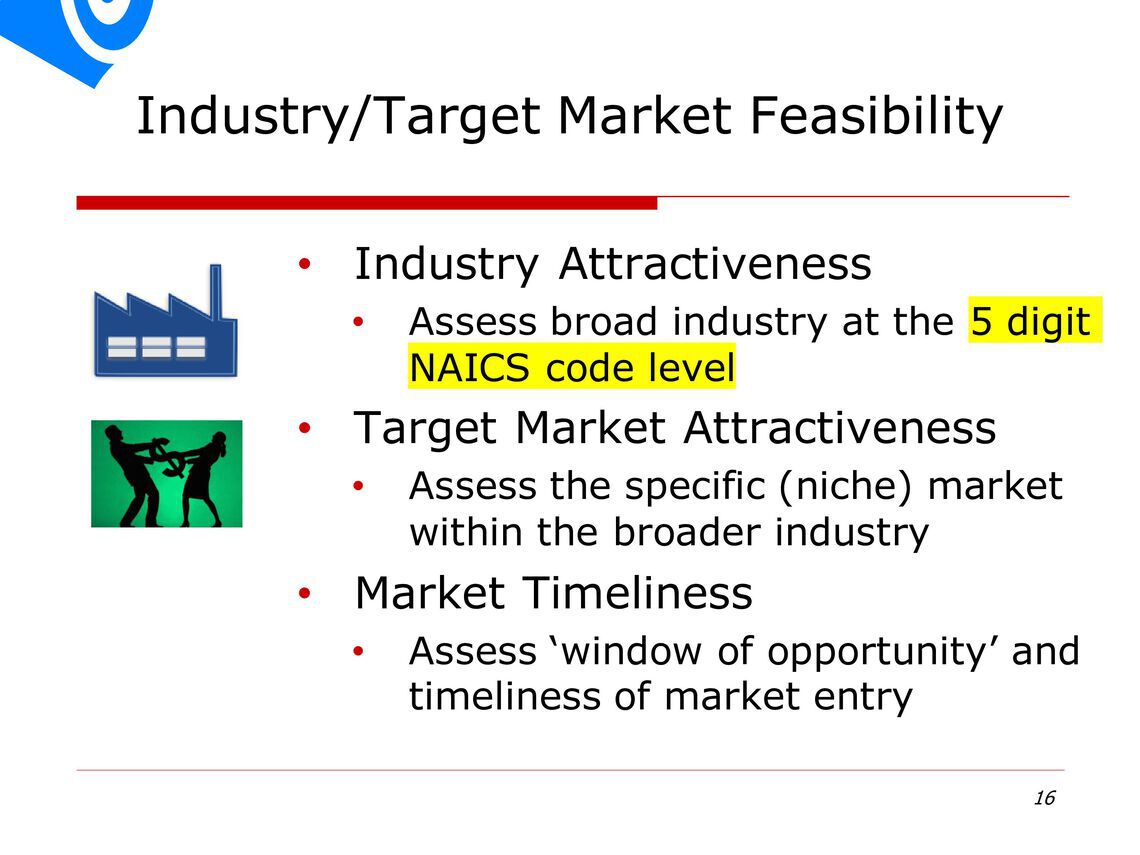 Industry/Target Market Feasibility
• Industry Attractiveness
• Assess broad industry at the 5 digit
NAICS code level
• Target Market Attractiveness
• Assess the specific (niche) market
within the broader industry
• Market Timeliness
• Assess ‘window of opportunity’ and
timeliness of market entry
16